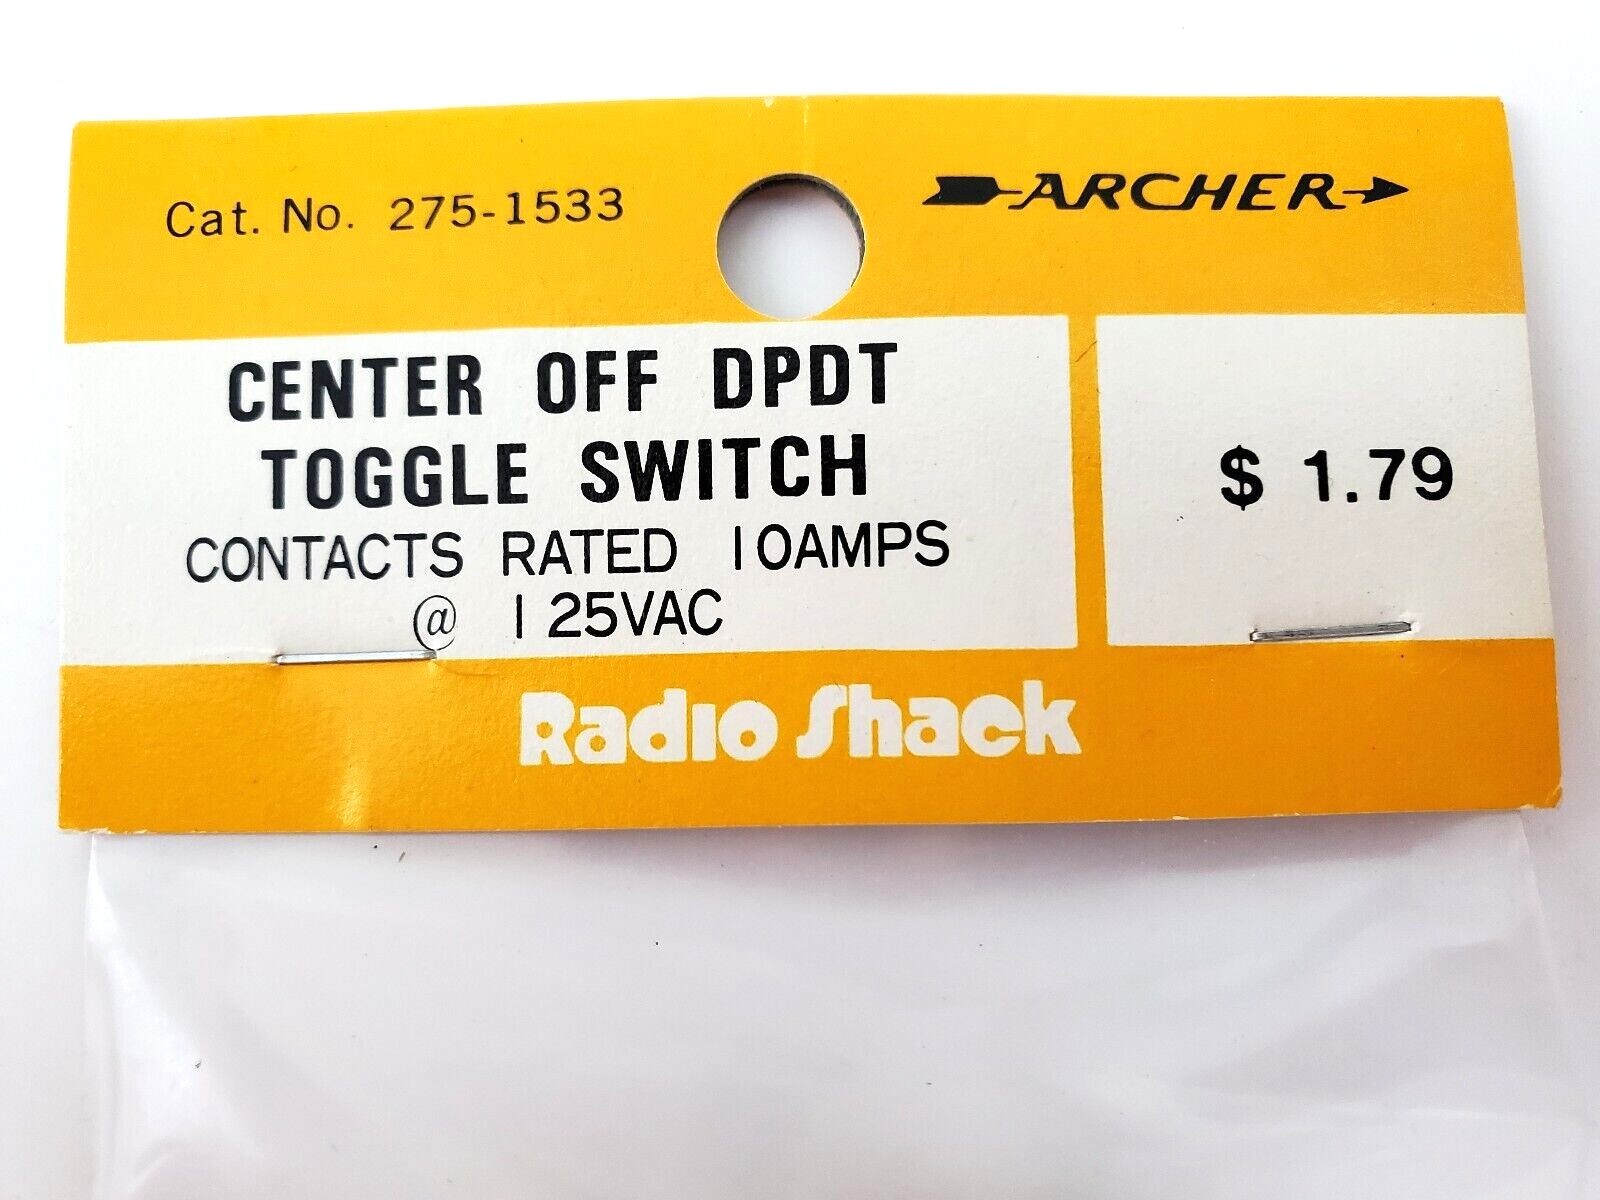 Cat. No. 275-1533
ARCHER
CENTER OFF DPDT
TOGGLE SWITCH
CONTACTS RATED 10AMPS
@ 125VAC
$ 1.79
Radio Shack